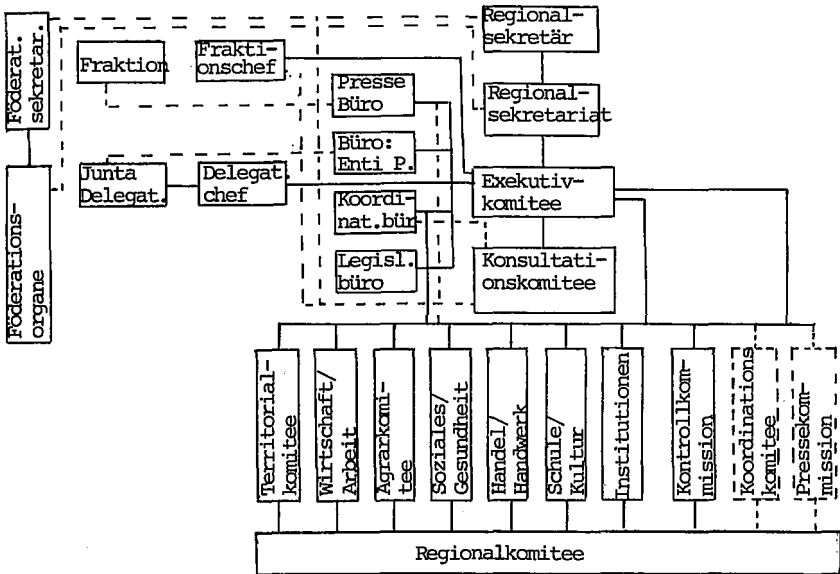 Föderat.
sekretar.
Föderations-
organe
Fraktion
Frakti-
onschef
Junta
Delegat.
Delegat.
chef
Presse
Büro
Büro:
Enti P.
Koordi-
nat.bür
Legisl.
büro
Regional-
sekretär
Regional-
sekretariat
Exekutiv-
komitee
Konsultati-
onskomitee
Territorial-
komitee
Wirtschaft/
Arbeit
Agrarkomi-
tee
Soziales/
Gesundheit
Handel/
Handwerk
Schule/
Kultur
Institutionen
Kontrollkom-
mission
Koordinations
komitee
Pressekom-
mission
Regionalkomitee